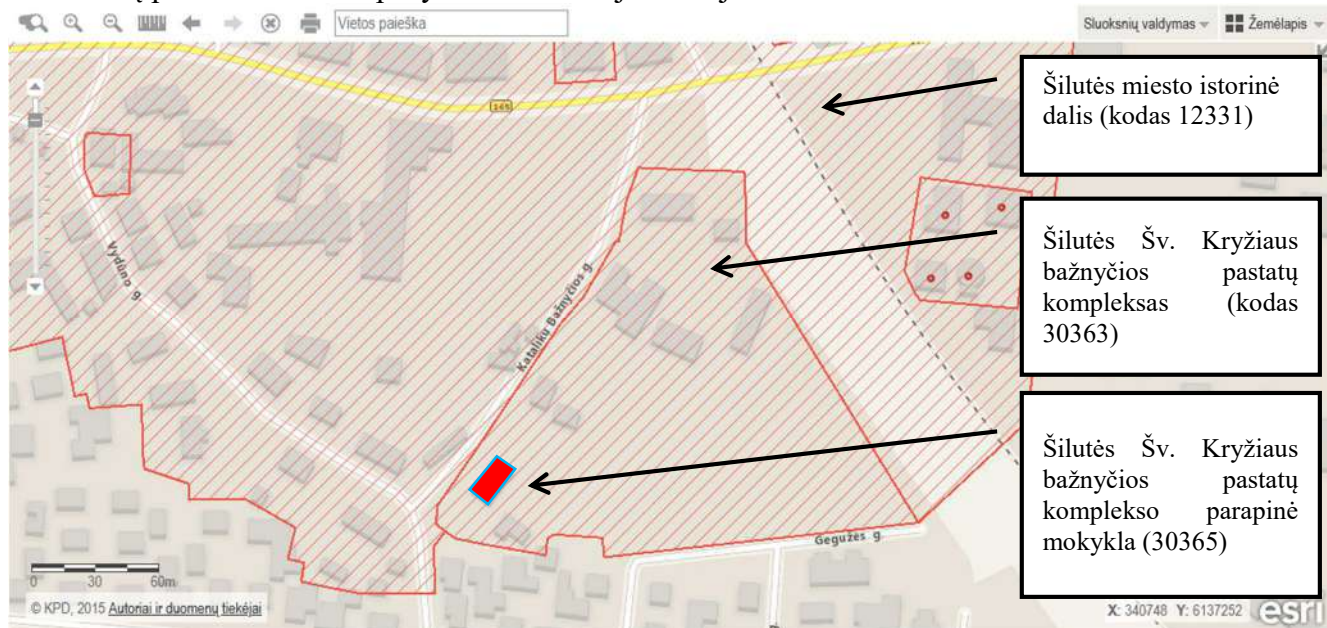 Vietos paieška
Sluoksnių valdymas
Žemėlapis
Šilutės miesto istorinė
dalis (kodas 12331)
Šilutės Šv. Kryžiaus
bažnyčios pastatų
kompleksas (kodas
30363)
Šilutės Šv. Kryžiaus
bažnyčios pastatų
komplekso parapinė
mokykla (30365)
165
Vydūno g.
Katalikų Bažnyčios g.
Gegužės g.
0 30 60m
© KPD, 2015 Autoriai ir duomenų tiekėjai
X: 340748 Y: 6137252
esri